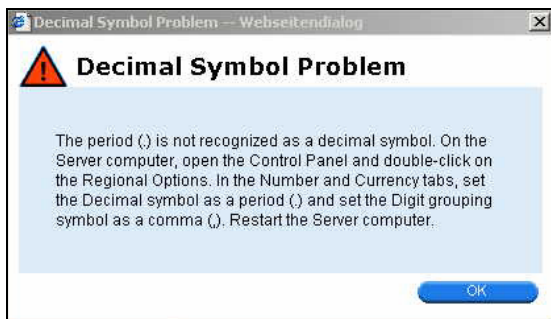 Decimal Symbol Problem -- Webseitendialog
Decimal Symbol Problem
The period (.) is not recognized as a decimal symbol. On the
Server computer, open the Control Panel and double-click on
the Regional Options. In the Number and Currency tabs, set
the Decimal symbol as a period (.) and set the Digit grouping
symbol as a comma (,). Restart the Server computer.
OK